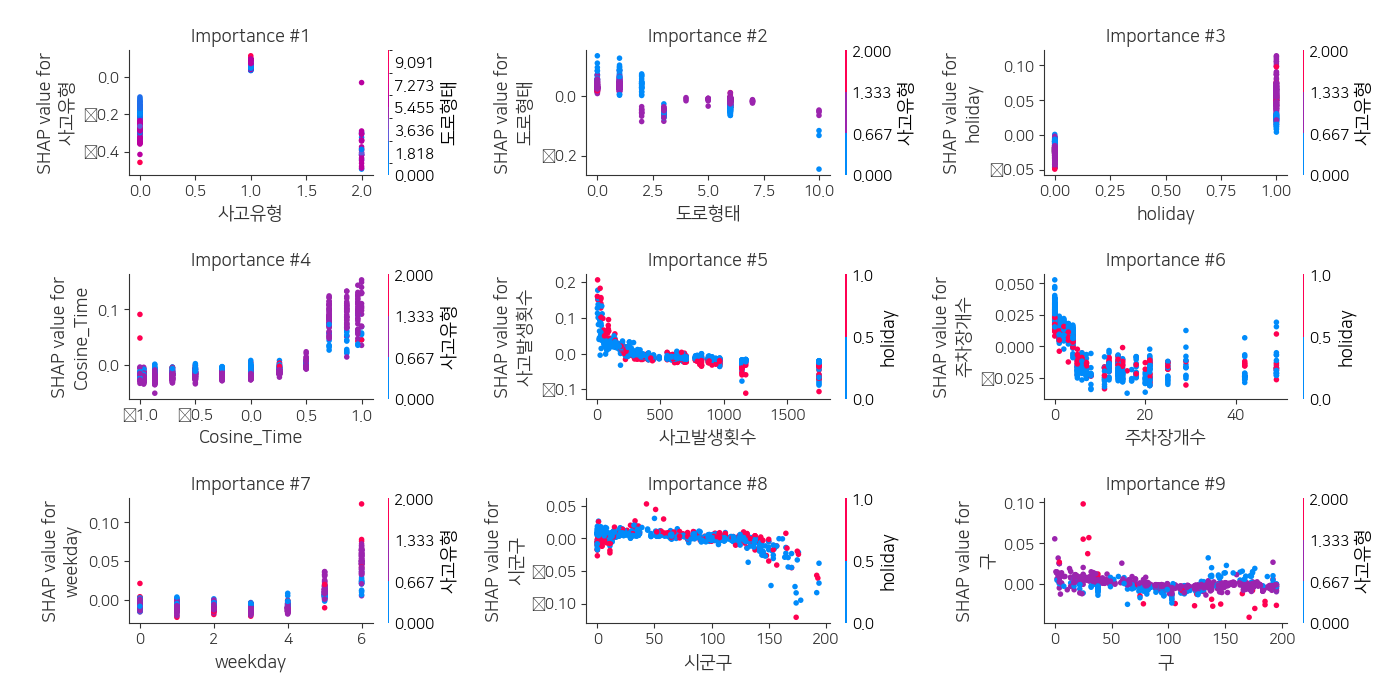 Importance #1
SHAP value for
사고유형
0.0
☒0.2
☒0.4
0.0
0.5
1.0
1.5
2.0
사고유형
9.091
7.273
5.455
3.636
1.818
0.000
도로형태
Importance #2
SHAP value for
도로형태
0.0
☒0.2
0.0
2.5
5.0
7.5
10.0
도로형태
2.000
1.333
0.667
0.000
사고유형
Importance #3
SHAP value for
holiday
0.10
0.05
0.00
☒0.05
0.00
0.25
0.50
0.75
1.00
holiday
2.000
1.333
0.667
0.000
사고유형
Importance #4
SHAP value for
Cosine_Time
0.1
0.0
☒1.0
☒0.5
0.0
0.5
1.0
Cosine_Time
2.000
1.333
0.667
0.000
사고유형
Importance #5
SHAP value for
사고발생횟수
0.2
0.1
0.0
☒0.1
0
500
1000
1500
사고발생횟수
1.0
0.5
0.0
holiday
Importance #6
SHAP value for
주차장개수
0.050
0.025
0.000
☒0.025
0
20
40
주차장개수
1.0
0.5
0.0
holiday
Importance #7
SHAP value for
weekday
0.10
0.05
0.00
0
2
4
6
weekday
2.000
1.333
0.667
0.000
사고유형
Importance #8
SHAP value for
시군구
0.05
0.00
☒0.05
☒0.10
0
50
100
150
200
시군구
1.0
0.5
0.0
holiday
Importance #9
SHAP value for
구
0.10
0.05
0.00
0
50
100
150
200
구
2.000
1.333
0.667
0.000
사고유형